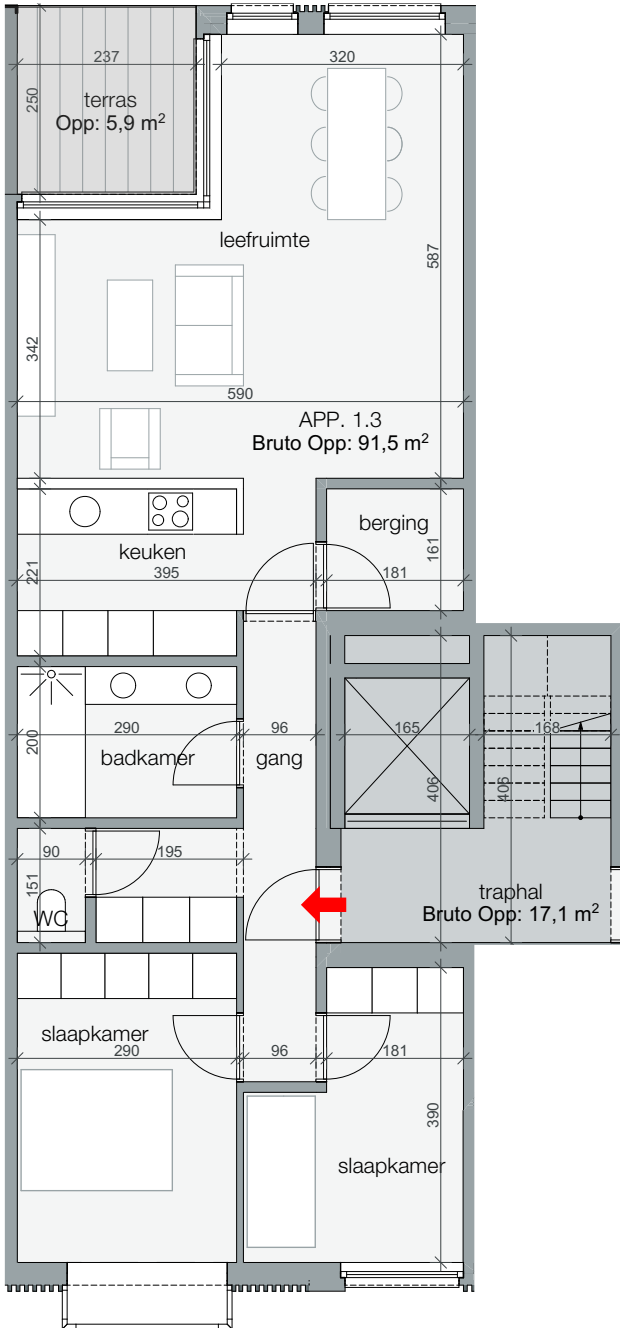 237
320
250
terras
Opp: 5,9 m²
leefruimte
587
342
590
APP. 1.3
Bruto Opp: 91,5 m²
berging
keuken
161
221
395
181
200
290
96
165
168
badkamer
gang
406
406
90
195
151
WC
traphal
Bruto Opp: 17,1 m²
slaapkamer
290
96
181
390
slaapkamer